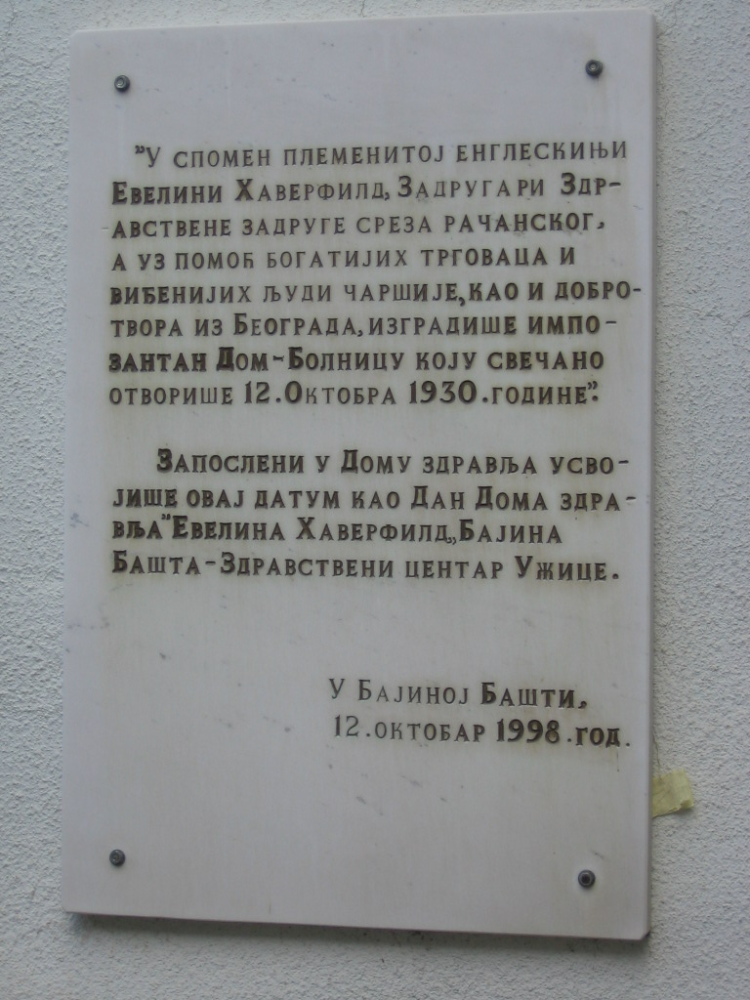 "У СПОМЕН ПЛЕМЕНИТОЈ ЕНГЛЕСКИЊИ
ЕВЕЛИНИ ХАВЕРФИЛД, ЗАДРУГАРИ ЗДР-
АВСТВЕНЕ ЗАДРУГЕ СРЕЗА РАЧАНСКОГ,
А УЗ ПОМОЋ БОГАТИЈИХ ТРГОВАЦА И
ВИЂЕНИЈИХ ЉУДИ ЧАРШИЈЕ, КАО И ДОБРО-
ТВОРА ИЗ БЕОГРАДА, ИЗГРАДИШЕ ИМПО-
ЗАНТАН ДОМ-БОЛНИЦУ КОЈУ СВЕЧАНО
ОТВОРИШЕ 12. ОКТОБРА 1930. ГОДИНЕ".
ЗАПОСЛЕНИ У ДОМУ ЗДРАВЉА УСВО-
ЈИШЕ ОВАЈ ДАТУМ КАО ДАН ДОМА ЗДРА-
ВЉА "ЕВЕЛИНА ХАВЕРФИЛД", БАЈИНА
БАШТА-ЗДРАВСТВЕНИ ЦЕНТАР УЖИЦЕ.
У БАЈИНОЈ БАШТИ,
12. ОКТОБАР 1998. ГОД.